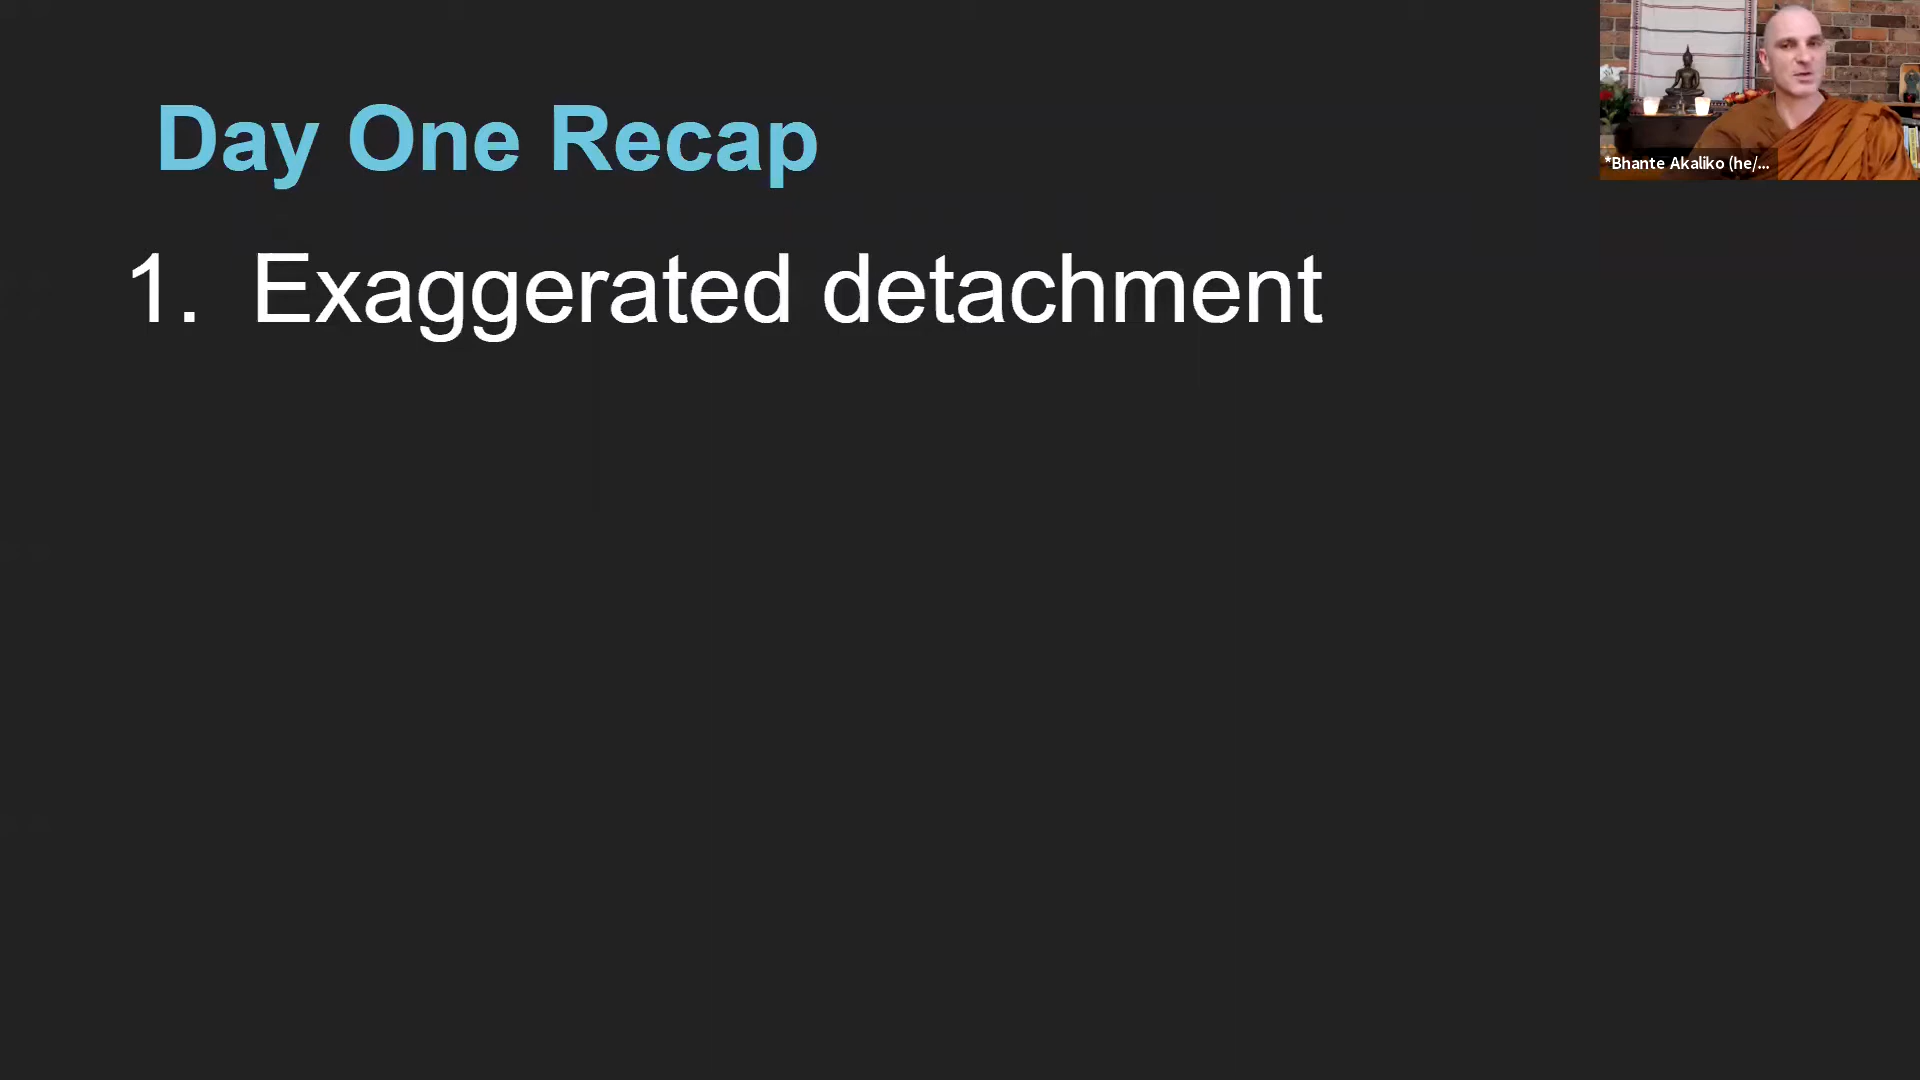 Day One Recap
1. Exaggerated detachment
*Bhante Akaliko (he/...